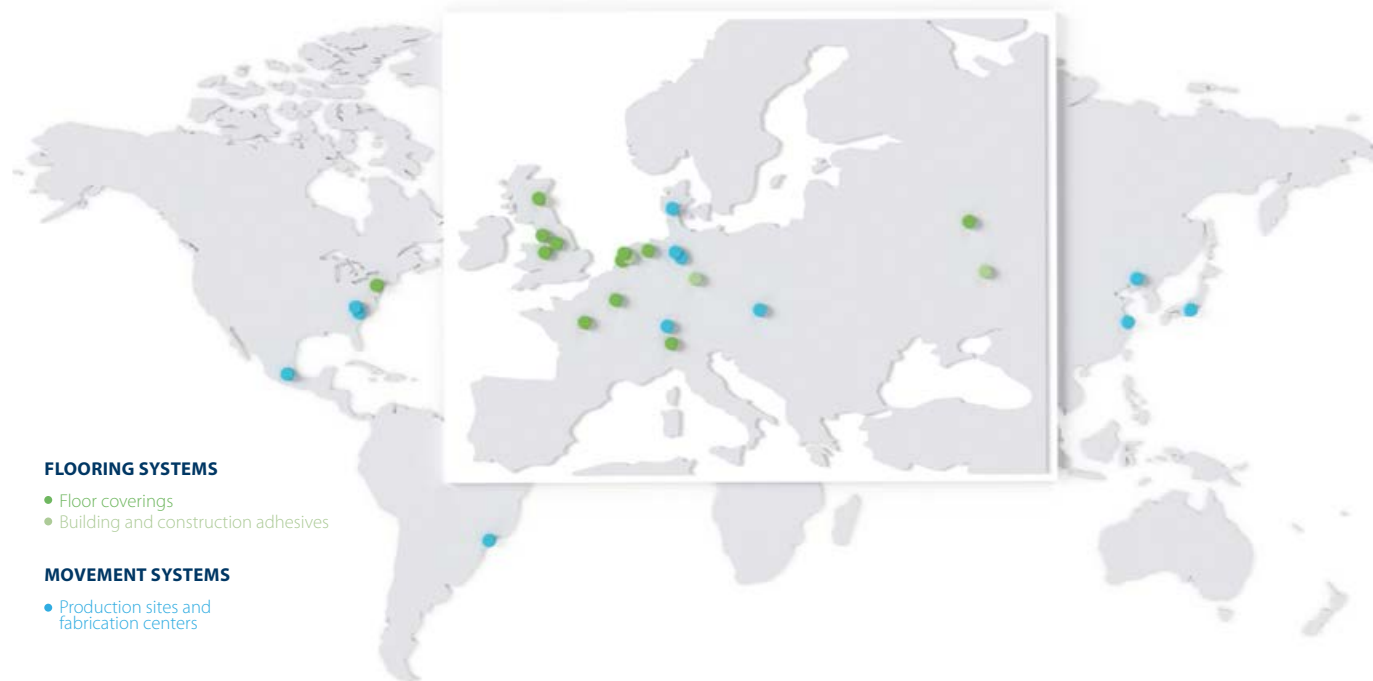 FLOORING SYSTEMS
Floor coverings
Building and construction adhesives
MOVEMENT SYSTEMS
Production sites and
fabrication centers